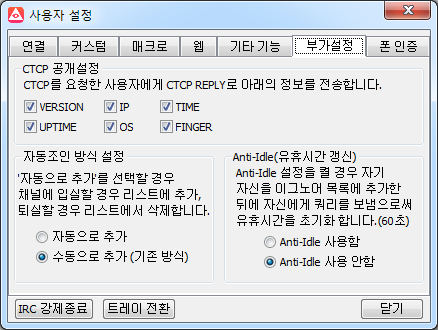 사용자 설정
연결 커스텀 매크로 웹 기타 기능 부가설정 폰 인증
CTCP 공개설정
CTCP를 요청한 사용자에게 CTCP REPLY로 아래의 정보를 전송합니다.
VERSION IP TIME
UPTIME OS FINGER
자동조인 방식 설정
'자동으로 추가'를 선택할 경우
채널에 입실할 경우 리스트에 추가,
퇴실할 경우 리스트에서 삭제합니다.
자동으로 추가
수동으로 추가 (기존 방식)
Anti-Idle(유휴시간 갱신)
Anti-Idle 설정을 켤 경우 자기
자신을 이그노어 목록에 추가한
뒤에 자신에게 쿼리를 보냄으로써
유휴시간을 초기화 합니다.(60초)
Anti-Idle 사용함
Anti-Idle 사용 안함
IRC 강제종료 트레이 전환 닫기